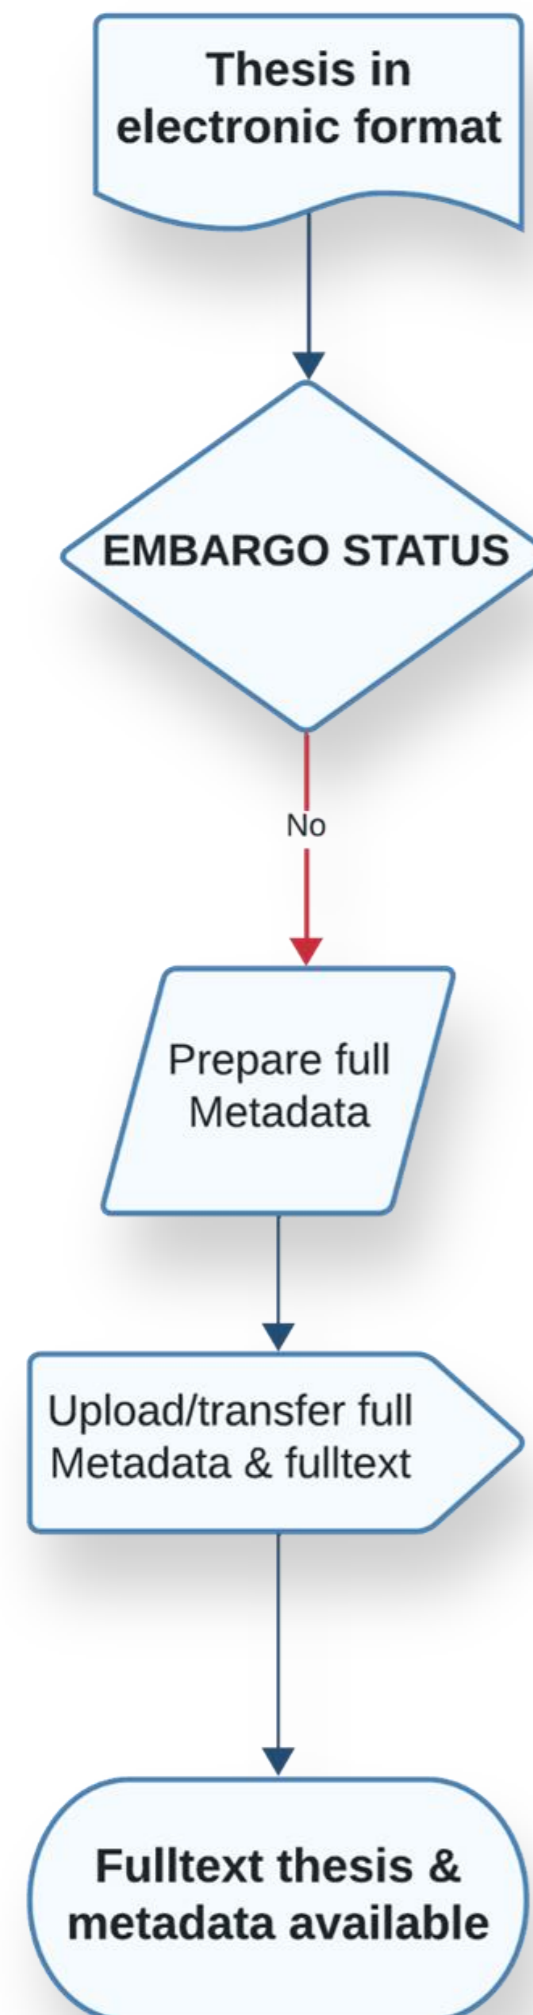 Thesis in
electronic format
EMBARGO STATUS
No
Prepare full
Metadata
Upload/transfer full
Metadata & fulltext
Fulltext thesis &
metadata available